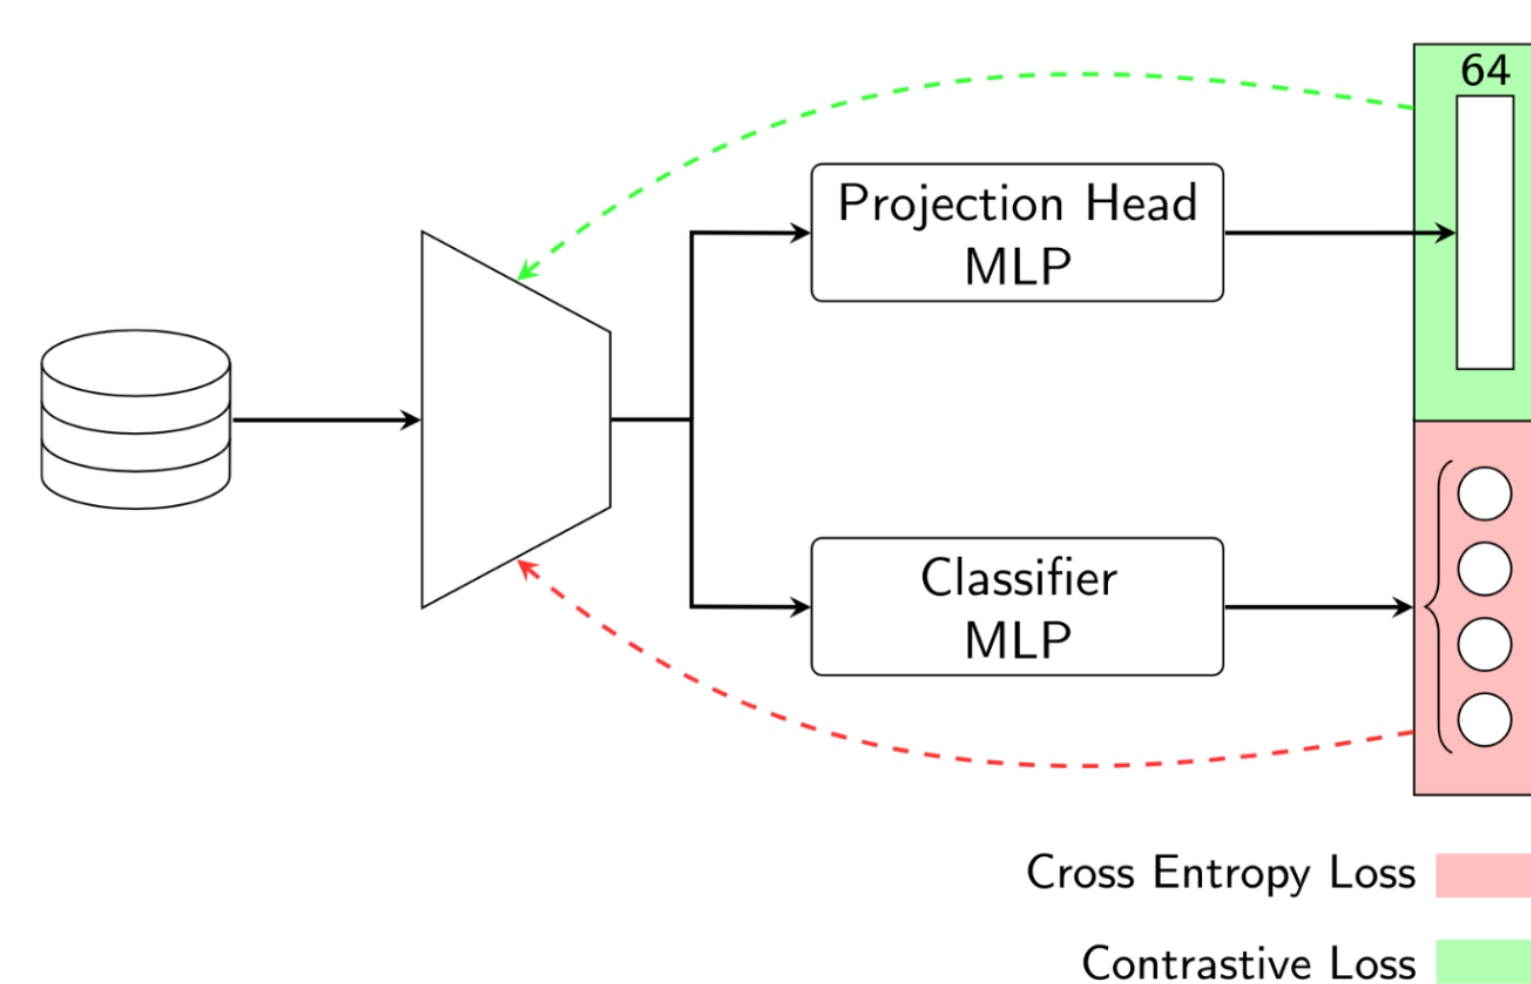 64
Projection Head
MLP
Classifier
MLP
Cross Entropy Loss
Contrastive Loss